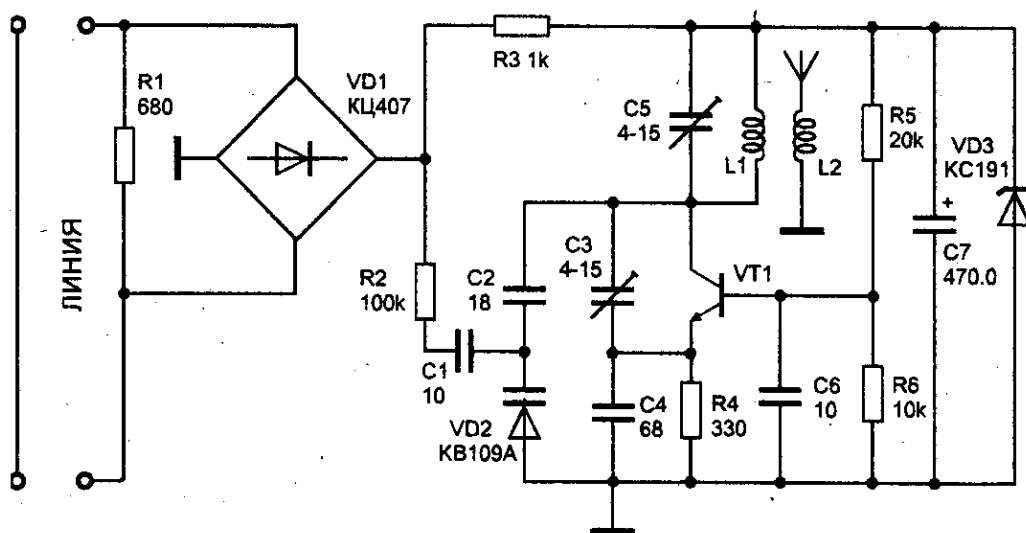 R1
680
VD1
КЦ407
R3 1k
C5
4-15
L1
L2
R5
20k
VD3
КС191
+
C7
470.0
ЛИНИЯ
R2
100k
C2
18
C3
4-15
VT1
C1
10
VD2
КВ109А
C4
68
R4
330
C6
10
R6
10k